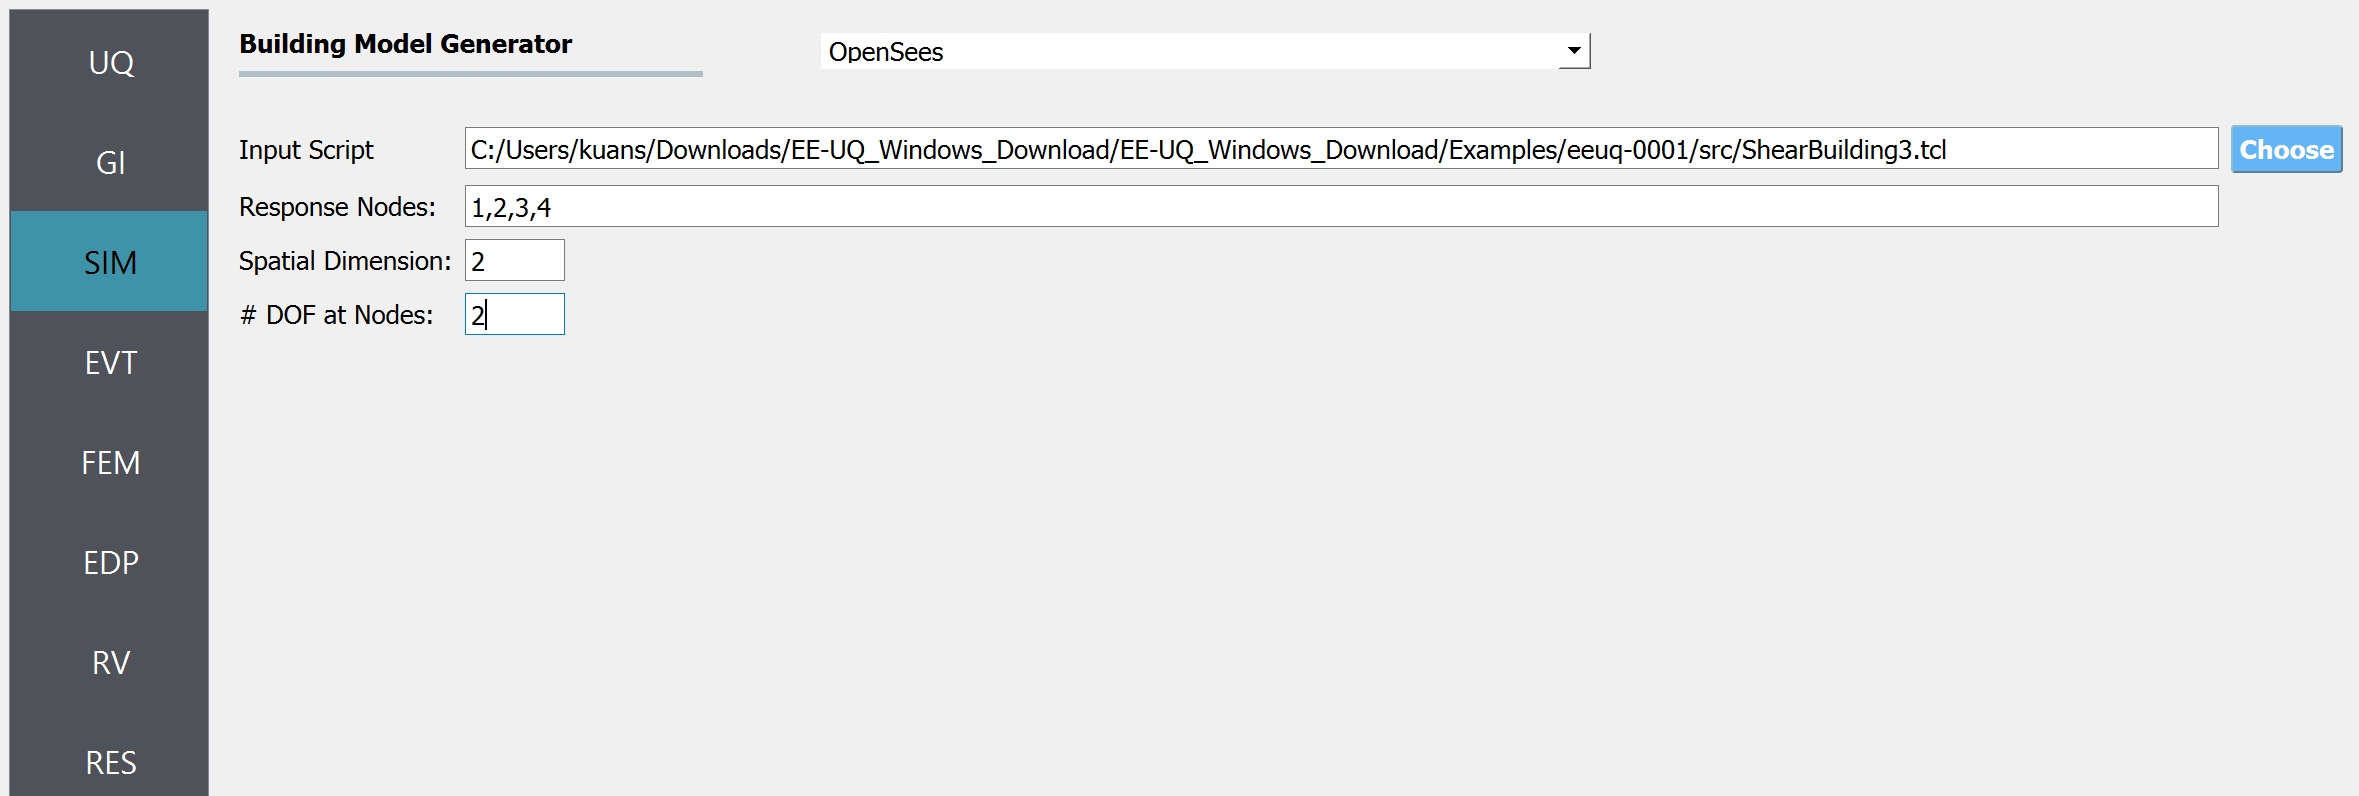 UQ
GI
SIM
EVT
FEM
EDP
RV
RES
Building Model Generator
OpenSees
Input Script
C:/Users/kuans/Downloads/EE-UQ_Windows_Download/EE-UQ_Windows_Download/Examples/eeuq-0001/src/ShearBuilding3.tcl
Choose
Response Nodes:
1,2,3,4
Spatial Dimension:
2
# DOF at Nodes:
2